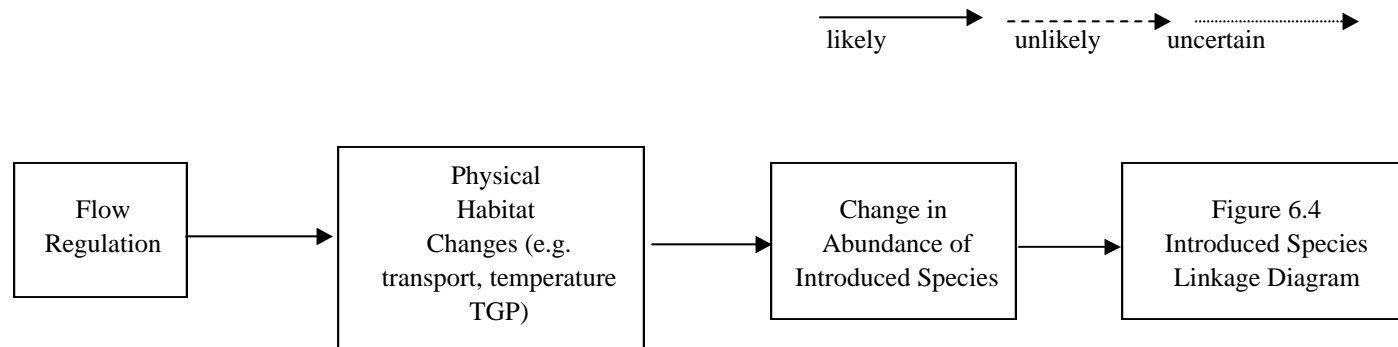 likely unlikely uncertain
Flow
Regulation
Physical
Habitat
Changes (e.g.
transport, temperature
TGP)
Change in
Abundance of
Introduced Species
Figure 6.4
Introduced Species
Linkage Diagram